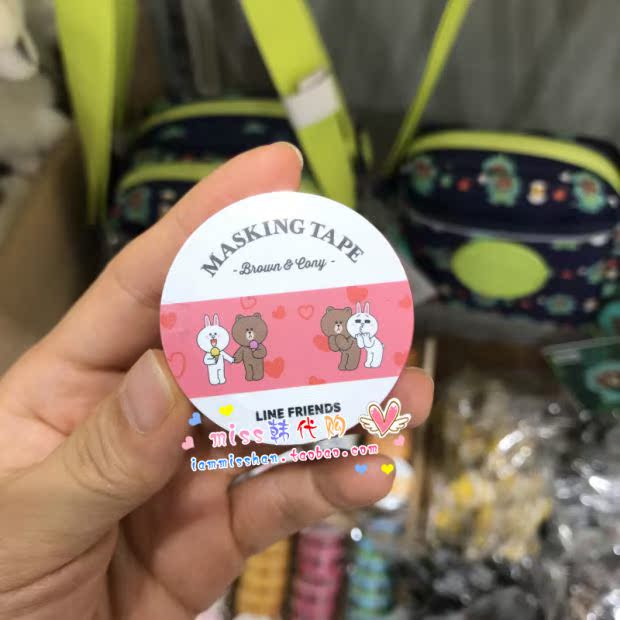 MASKING TAPE
- Brown & Cony -
LINE FRIENDS
miss韩代购
iammisshan.taobao.com